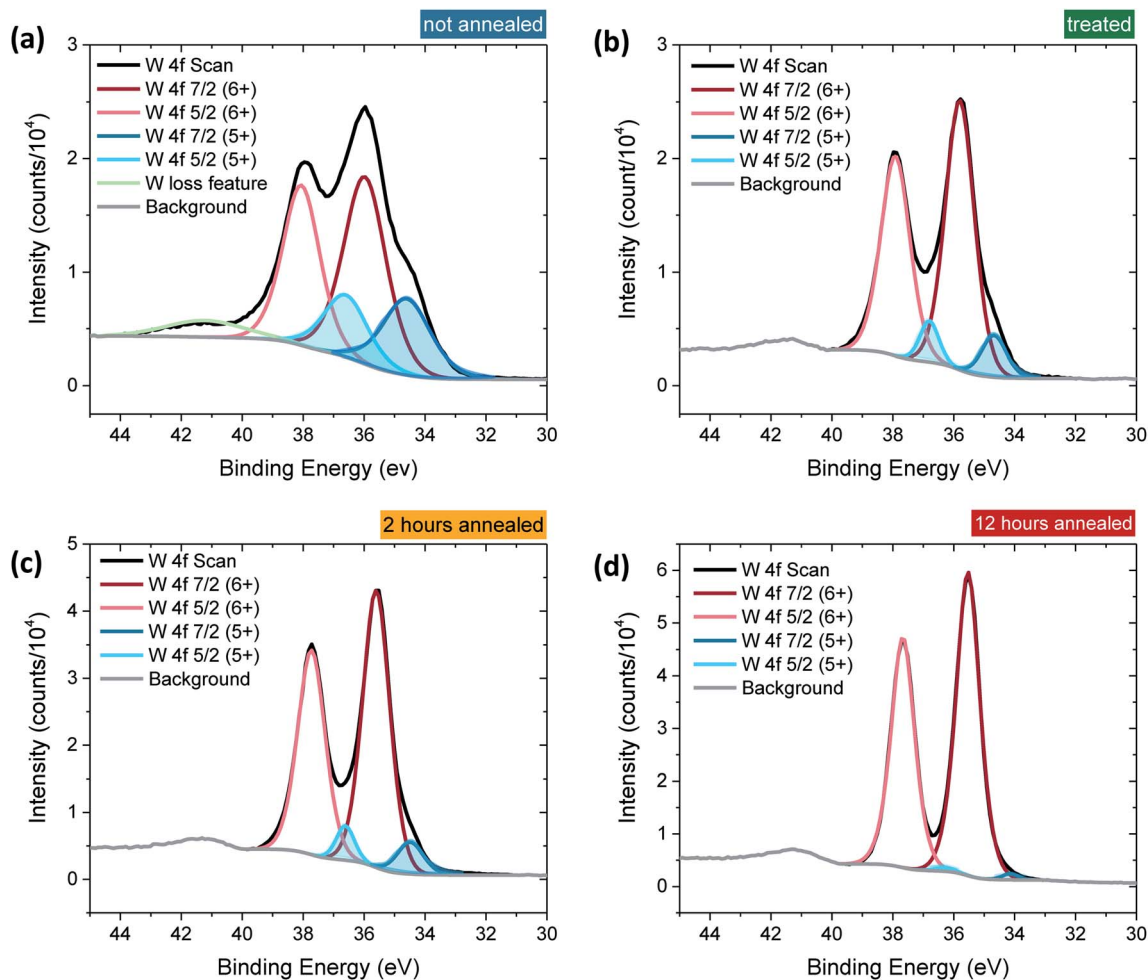 (a)
not annealed
W 4f Scan
W 4f 7/2 (6+)
W 4f 5/2 (6+)
W 4f 7/2 (5+)
W 4f 5/2 (5+)
W loss feature
Background
Intensity (counts/10⁴)
3
2
1
0
44 42 40 38 36 34 32 30
Binding Energy (ev)
(b)
treated
W 4f Scan
W 4f 7/2 (6+)
W 4f 5/2 (6+)
W 4f 7/2 (5+)
W 4f 5/2 (5+)
Background
Intensity (count/10⁴)
3
2
1
0
44 42 40 38 36 34 32 30
Binding Energy (eV)
(c)
2 hours annealed
W 4f Scan
W 4f 7/2 (6+)
W 4f 5/2 (6+)
W 4f 7/2 (5+)
W 4f 5/2 (5+)
Background
Intensity (counts/10⁴)
5
4
3
2
1
0
44 42 40 38 36 34 32 30
Binding Energy (eV)
(d)
12 hours annealed
W 4f Scan
W 4f 7/2 (6+)
W 4f 5/2 (6+)
W 4f 7/2 (5+)
W 4f 5/2 (5+)
Background
Intensity (counts/10⁴)
6
5
4
3
2
1
0
44 42 40 38 36 34 32 30
Binding Energy (eV)